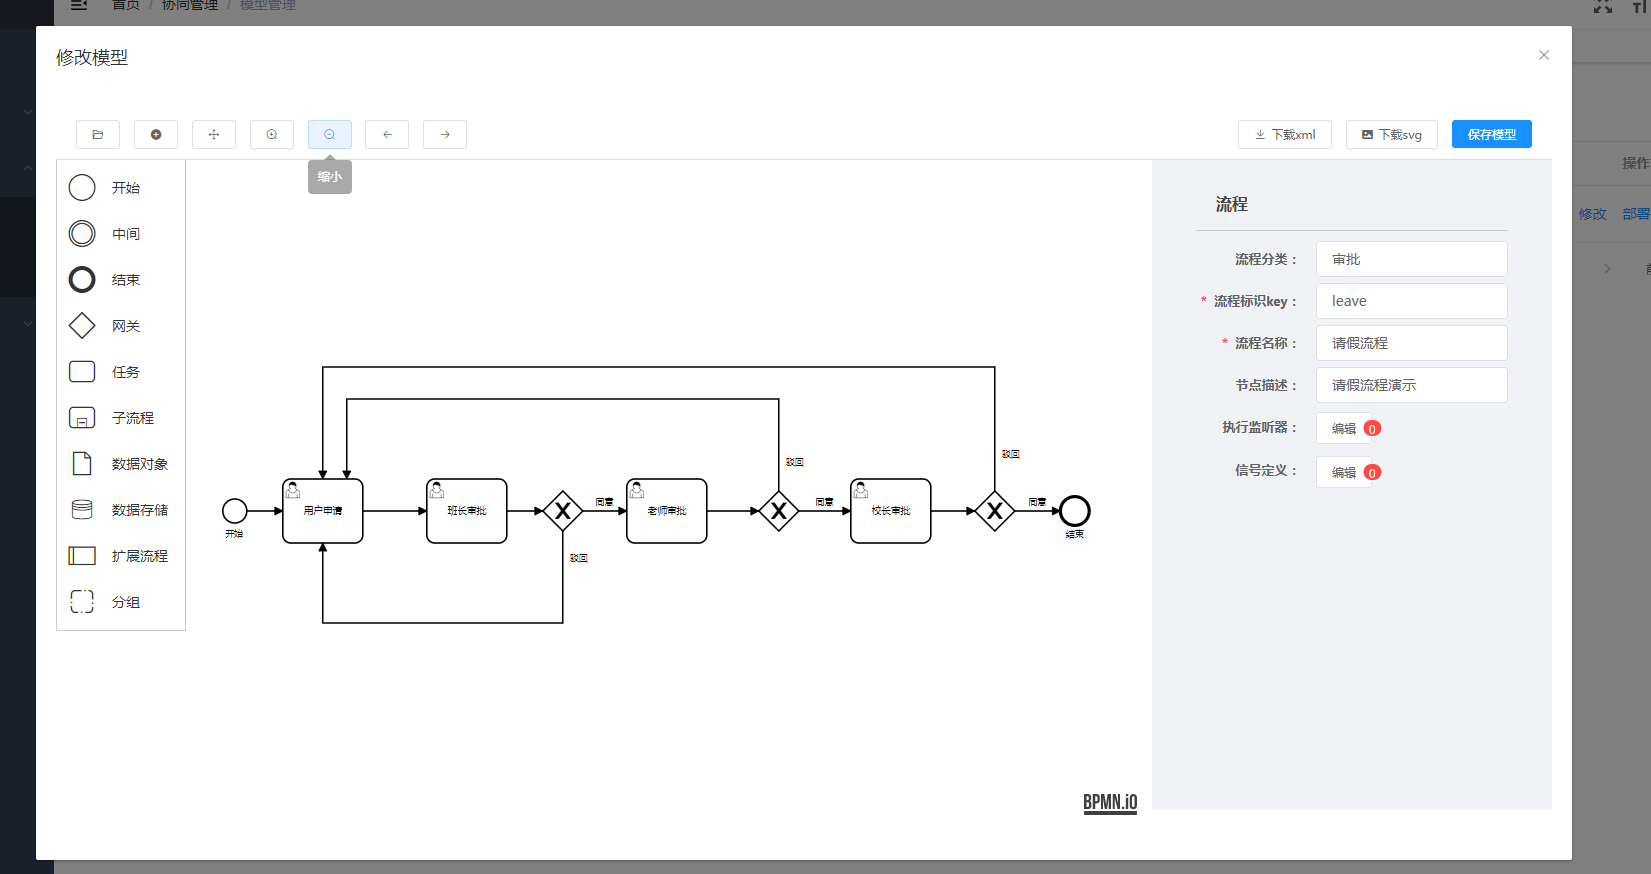 首页 / 协同管理 / 模型管理
修改模型
下载xml
下载svg
保存模型
缩小
操作
修改
部署
开始
中间
结束
网关
任务
子流程
数据对象
数据存储
扩展流程
分组
驳回
驳回
用户申请
班长审批
同意
老师审批
同意
校长审批
同意
开始
结束
驳回
流程
流程分类：
审批
* 流程标识key：
leave
* 流程名称：
请假流程
节点描述：
请假流程演示
执行监听器：
编辑 0
信号定义：
编辑 0
BPMN.iO